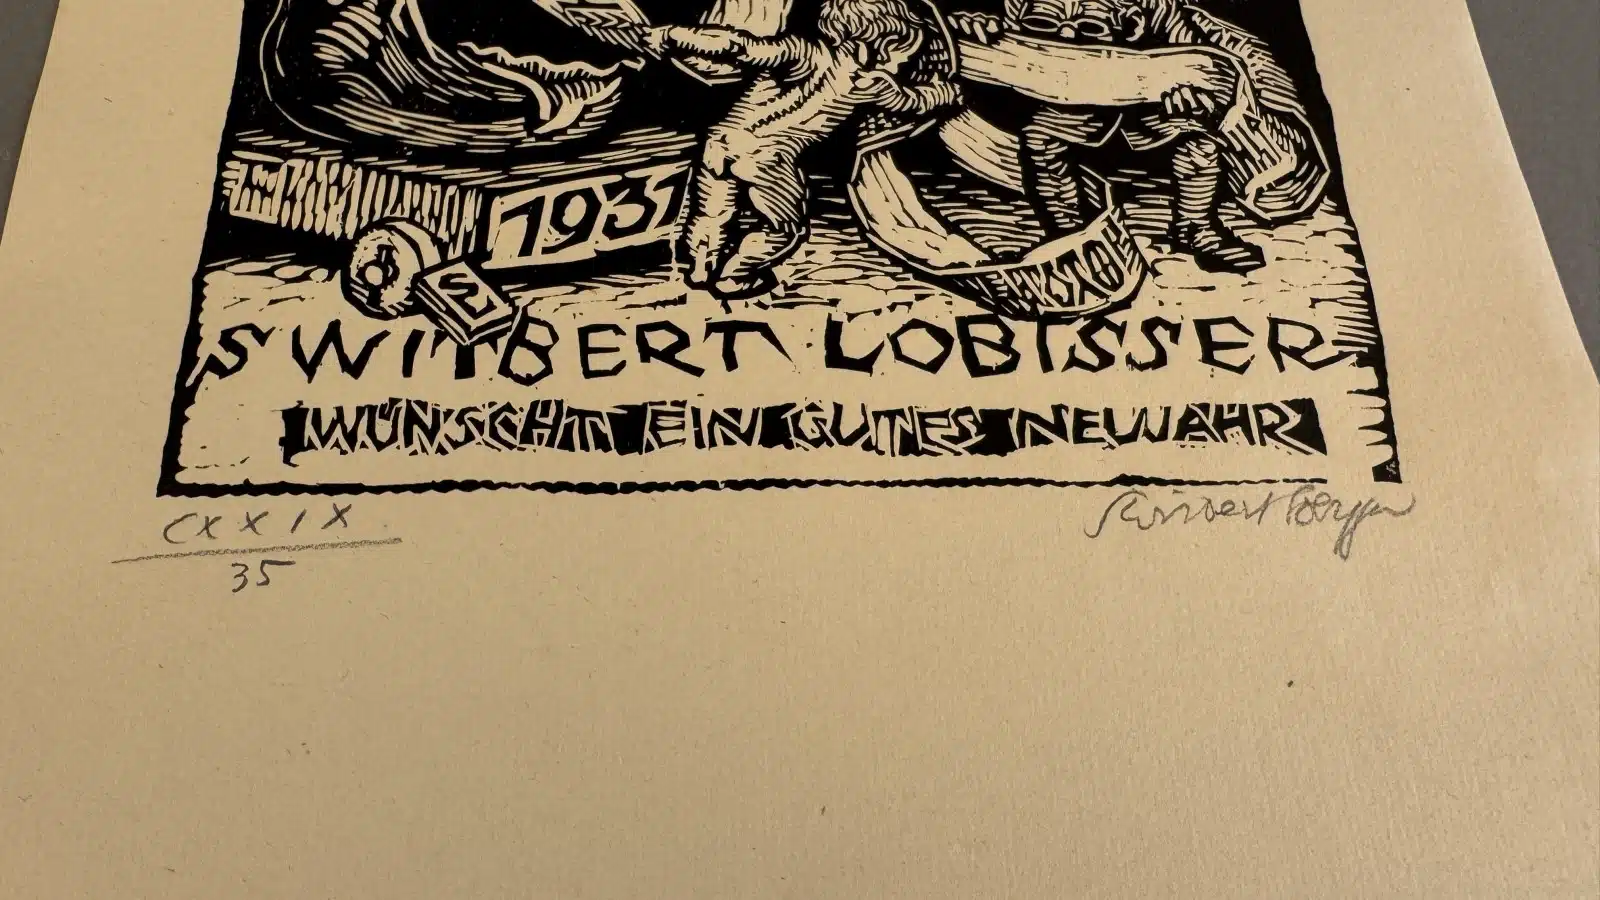 1931
SWITBERT LOBISSER
WÜNSCHT EIN GUTES NEUJAHR
CXXIX
35